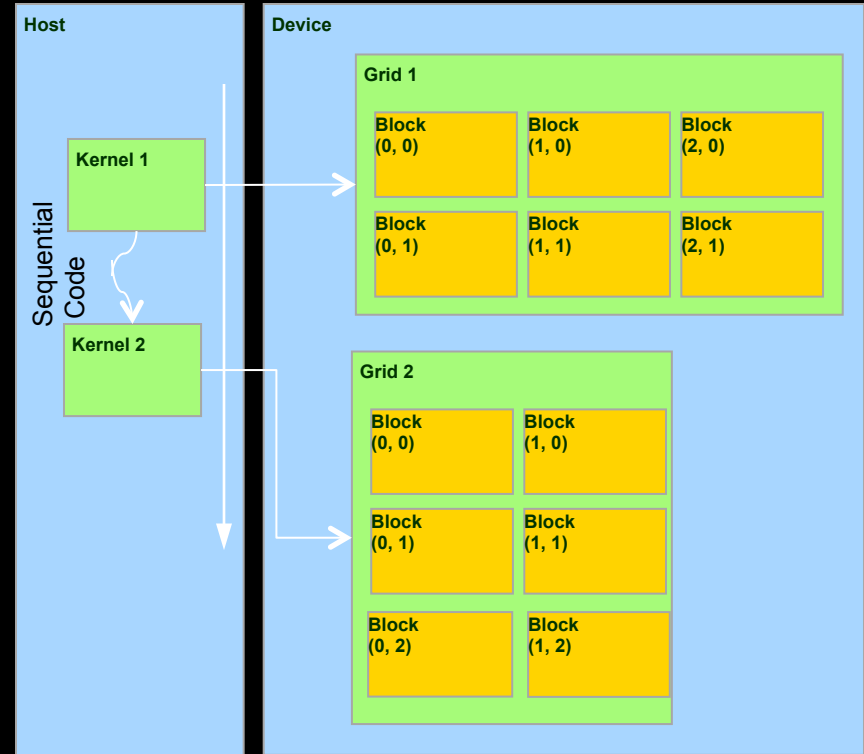 Host
Kernel 1
Sequential
Code
Kernel 2
Device
Grid 1
Block
(0, 0)
Block
(1, 0)
Block
(2, 0)
Block
(0, 1)
Block
(1, 1)
Block
(2, 1)
Grid 2
Block
(0, 0)
Block
(1, 0)
Block
(0, 1)
Block
(1, 1)
Block
(0, 2)
Block
(1, 2)